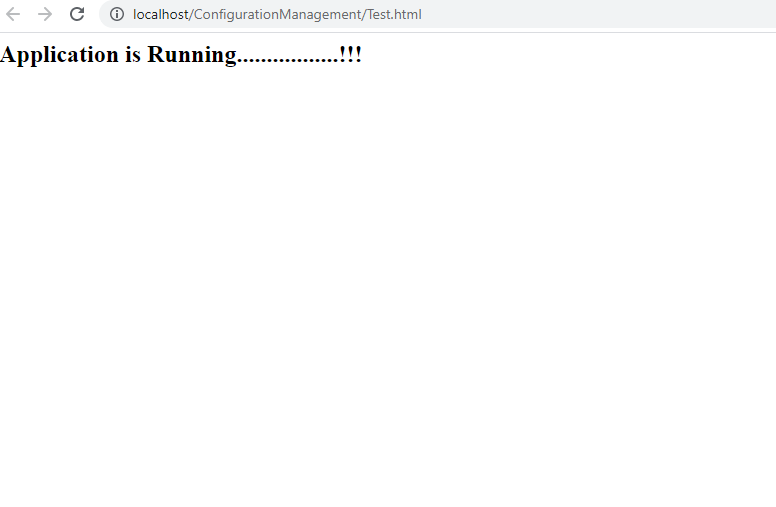 localhost/ConfigurationManagement/Test.html
Application is Running.................!!!